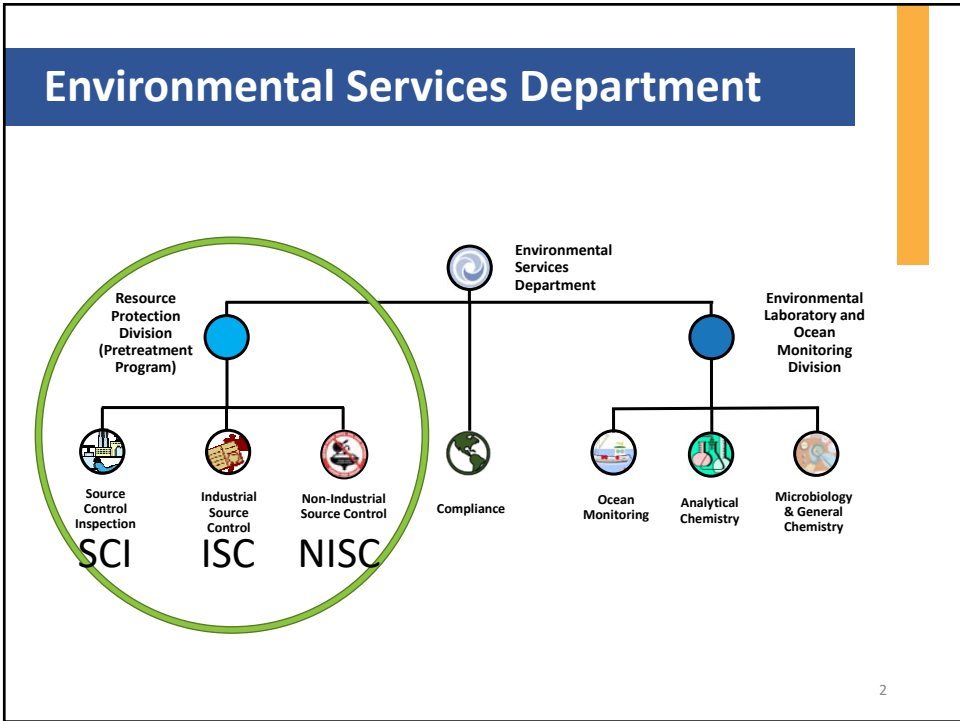 Environmental Services Department
Environmental
Services
Department
Resource
Protection
Division
(Pretreatment
Program)
Environmental
Laboratory and
Ocean
Monitoring
Division
Source
Control
Inspection
SCI
Industrial
Source
Control
ISC
Non-Industrial
Source Control
NISC
Compliance
Ocean
Monitoring
Analytical
Chemistry
Microbiology
& General
Chemistry
2